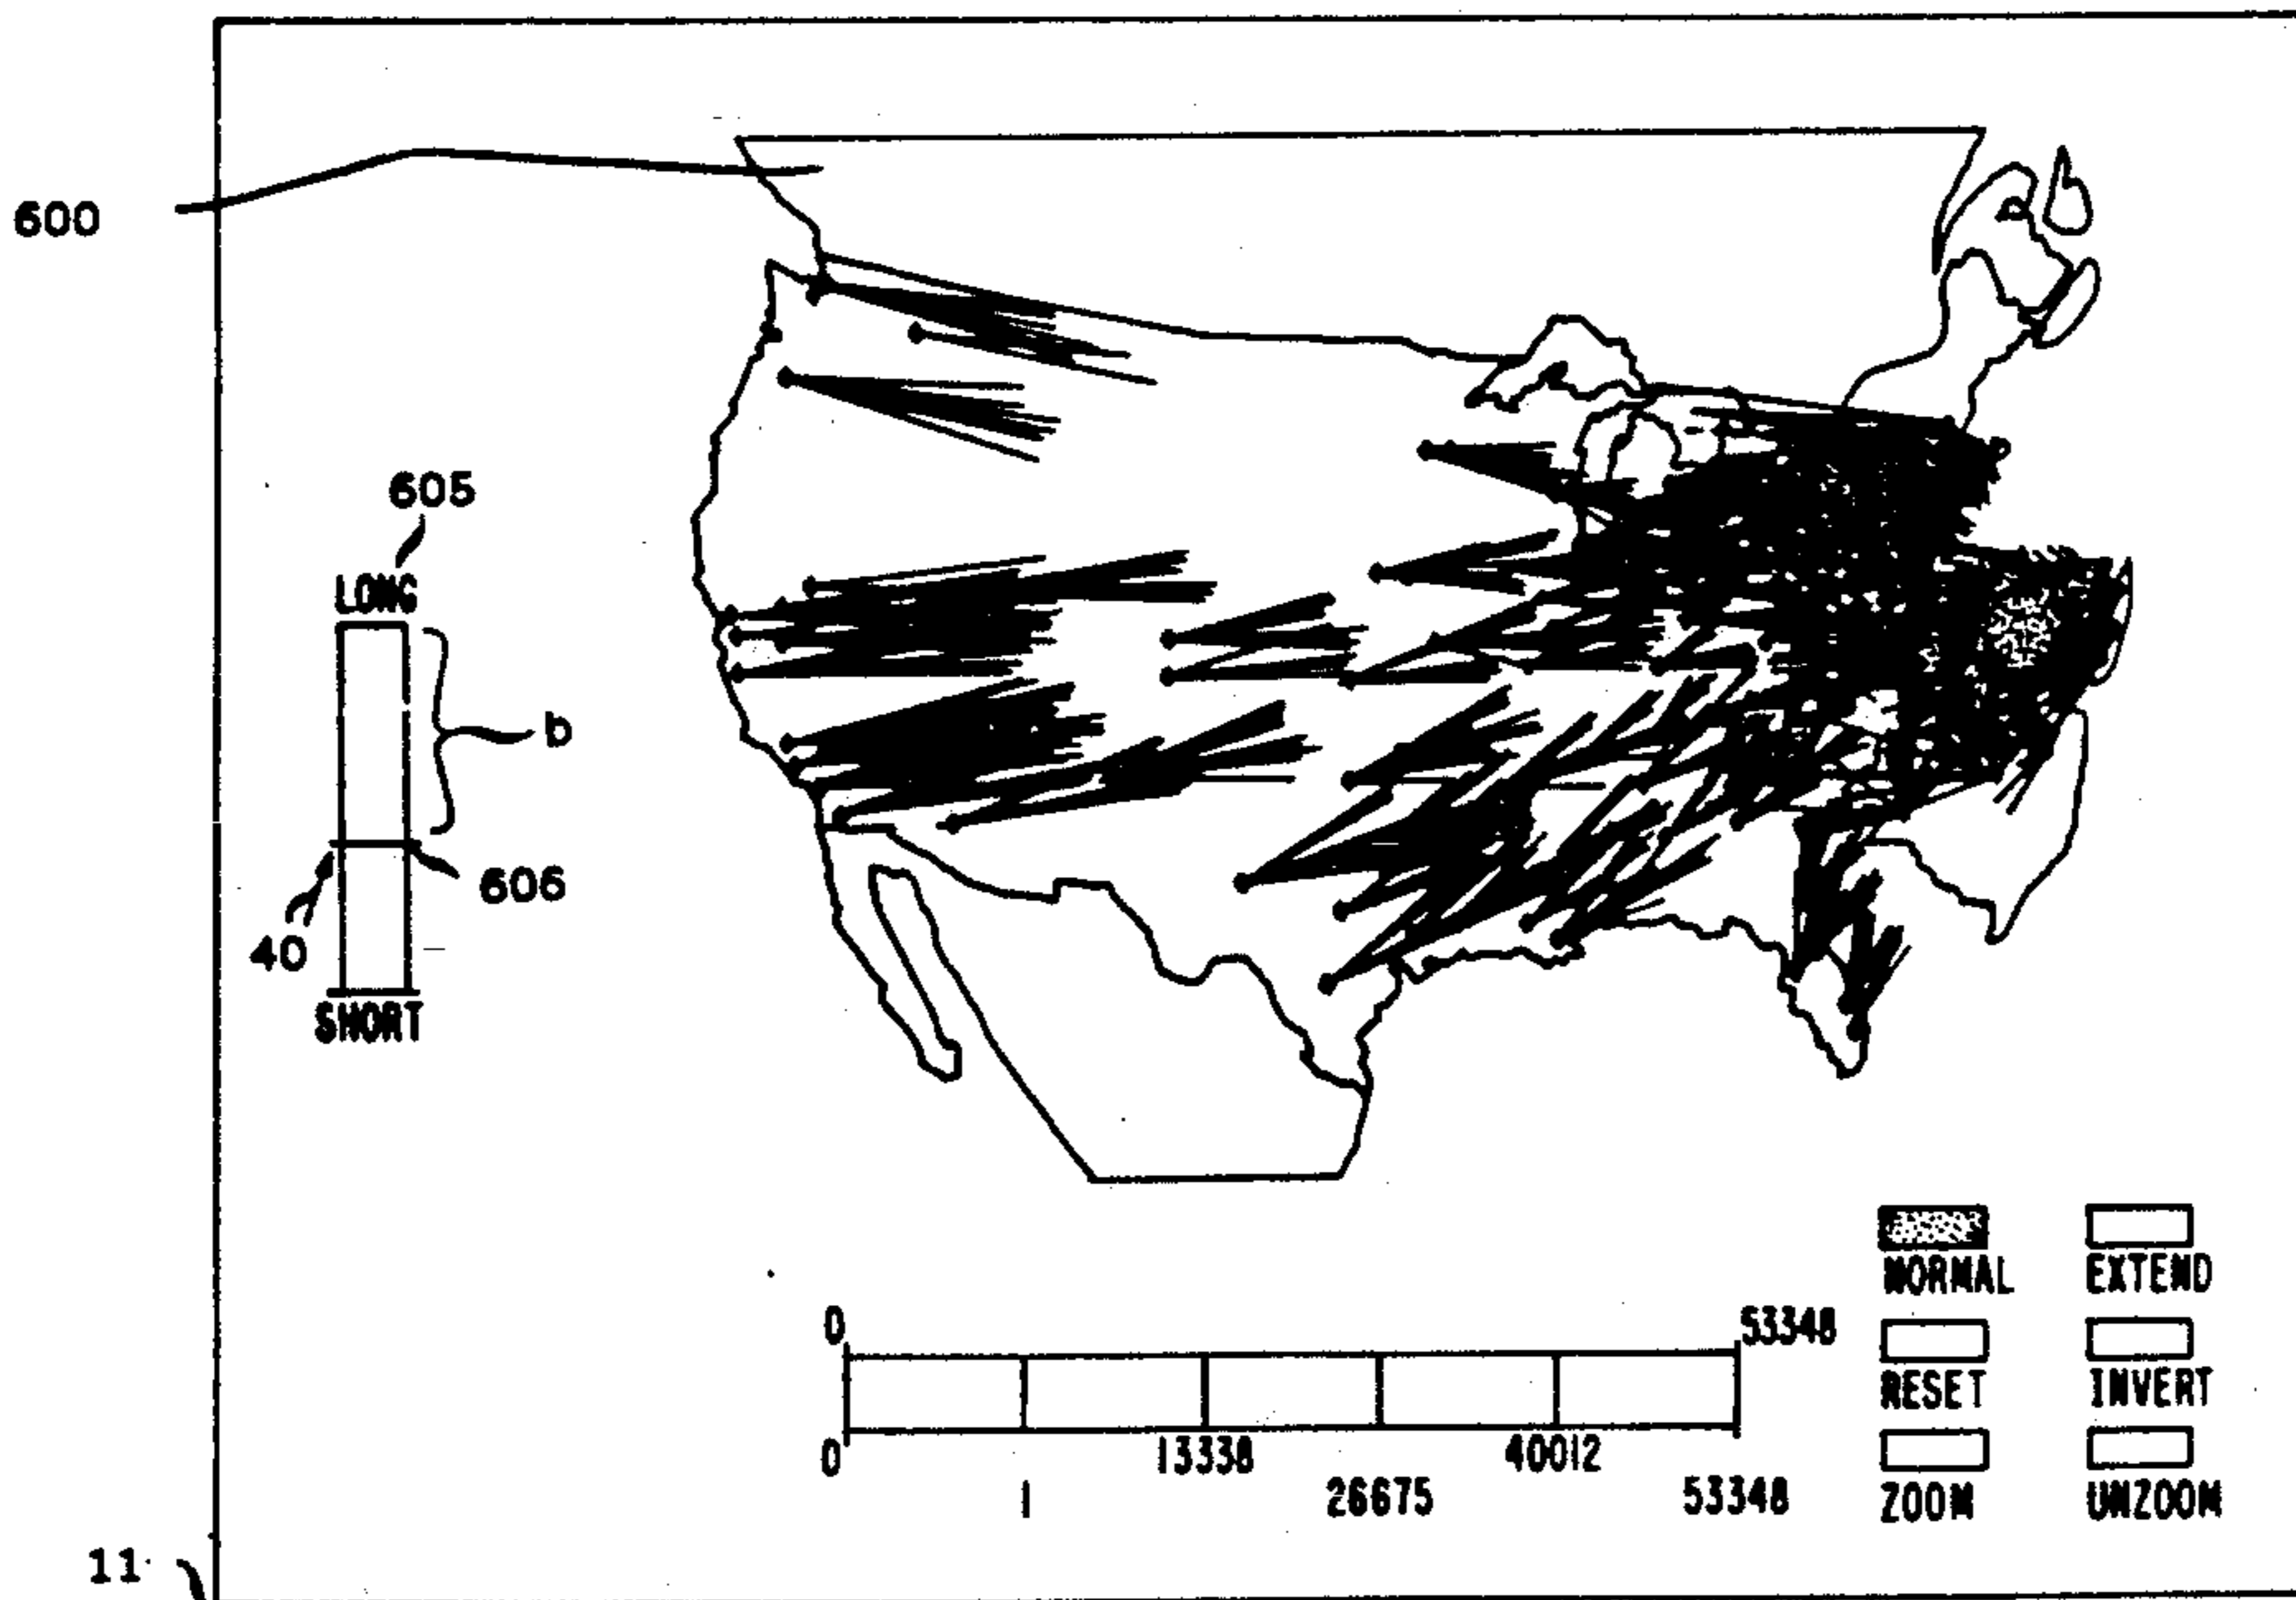 600
605
LONG
b
606
40
SHORT
NORMAL EXTEND
0 53348
RESET INVERT
0 13338 40012
1 26675 53348
ZOOM UNZOOM
11